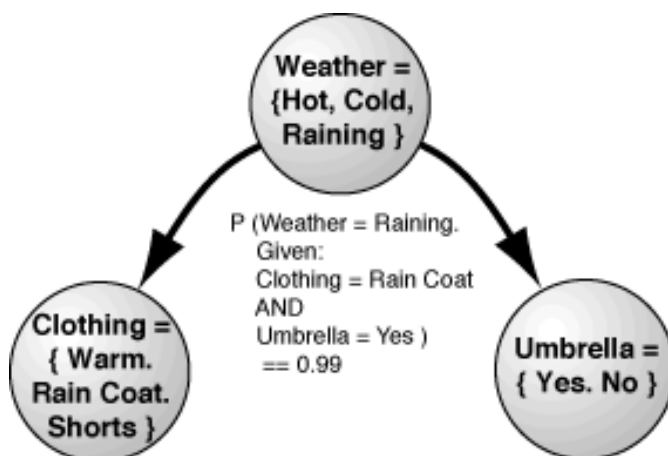 Weather =
{Hot, Cold,
Raining }
P (Weather = Raining.
Given:
Clothing = Rain Coat
AND
Umbrella = Yes )
== 0.99
Clothing =
{ Warm.
Rain Coat.
Shorts }
Umbrella =
{ Yes. No }